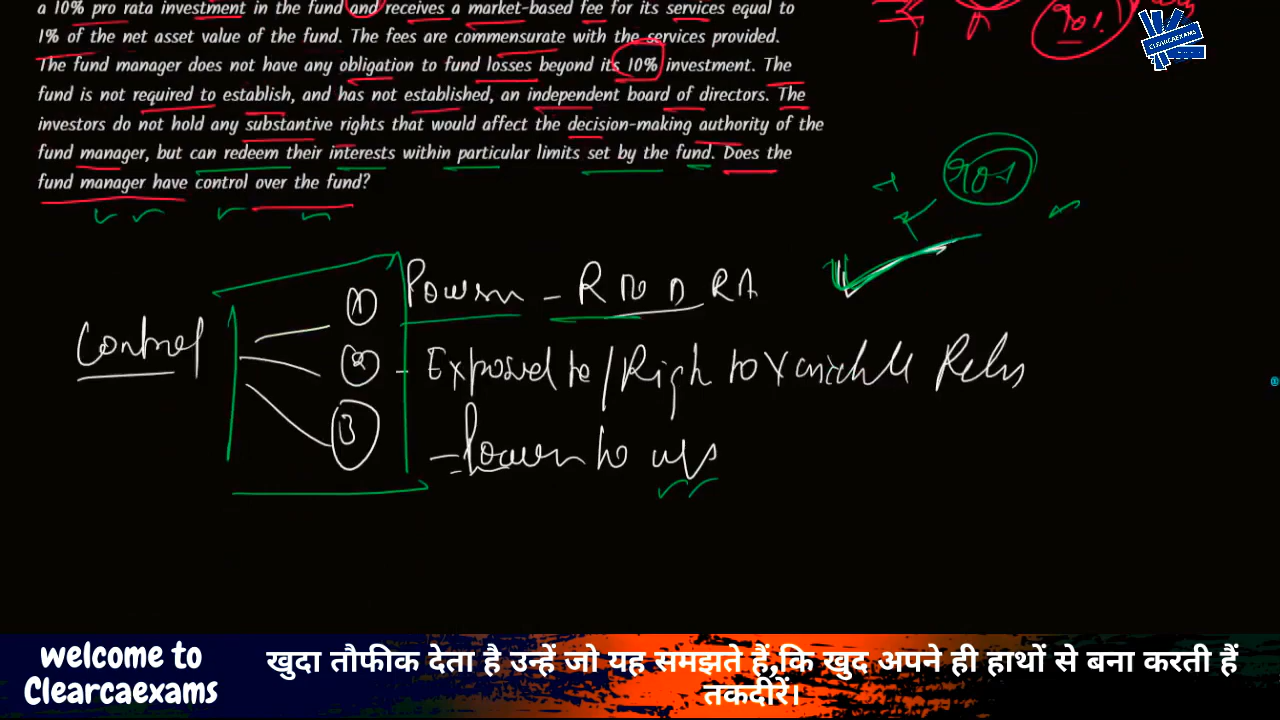 a 10% pro rata investment in the fund and receives a market-based fee for its services equal to
1% of the net asset value of the fund. The fees are commensurate with the services provided.
The fund manager does not have any obligation to fund losses beyond its 10% investment. The
fund is not required to establish, and has not established, an independent board of directors. The
investors do not hold any substantive rights that would affect the decision-making authority of the
fund manager, but can redeem their interests within particular limits set by the fund. Does the
fund manager have control over the fund?
90%
CLEARCAEXAMS
Control
① Power - R D RA
② - Exposed to / Right to Variable
③ - Power to
welcome to
Clearcaexams
खुदा तौफीक देता है उन्हें जो यह समझते हैं,कि खुद अपने ही हाथों से बना करती हैं
तकदीरें।